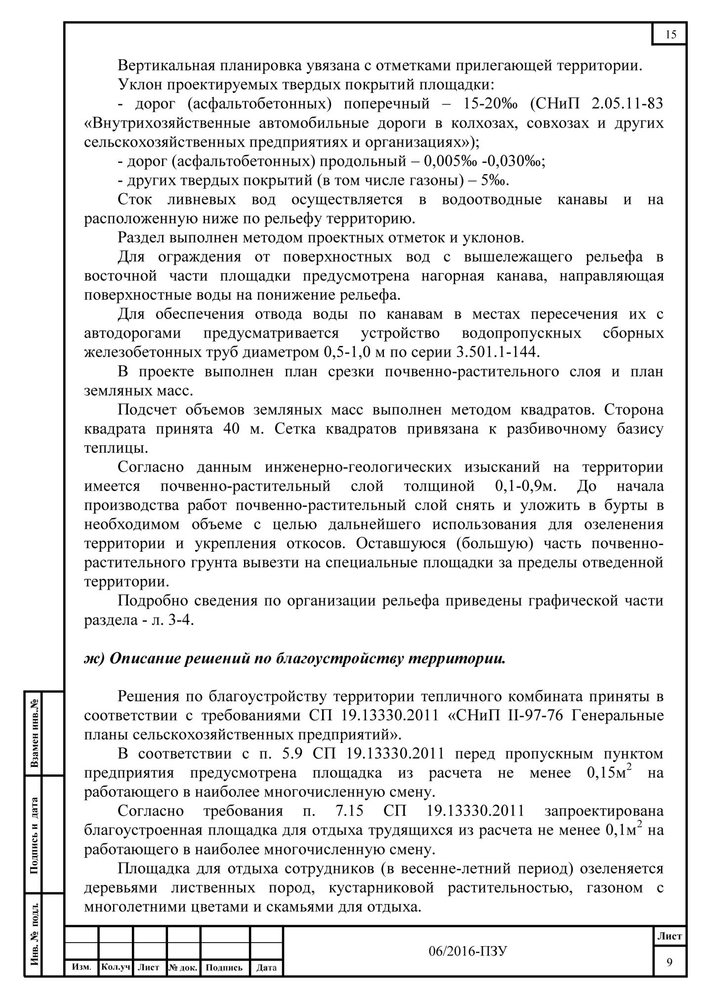 15
Вертикальная планировка увязана с отметками прилегающей территории.
Уклон проектируемых твердых покрытий площадки:
- дорог (асфальтобетонных) поперечный – 15-20‰ (СНиП 2.05.11-83
«Внутрихозяйственные автомобильные дороги в колхозах, совхозах и других
сельскохозяйственных предприятиях и организациях»);
- дорог (асфальтобетонных) продольный – 0,005‰ -0,030‰;
- других твердых покрытий (в том числе газоны) – 5‰.
Сток ливневых вод осуществляется в водоотводные канавы и на
расположенную ниже по рельефу территорию.
Раздел выполнен методом проектных отметок и уклонов.
Для ограждения от поверхностных вод с вышележащего рельефа в
восточной части площадки предусмотрена нагорная канава, направляющая
поверхностные воды на понижение рельефа.
Для обеспечения отвода воды по канавам в местах пересечения их с
автодорогами предусматривается устройство водопропускных сборных
железобетонных труб диаметром 0,5-1,0 м по серии 3.501.1-144.
В проекте выполнен план срезки почвенно-растительного слоя и план
земляных масс.
Подсчет объемов земляных масс выполнен методом квадратов. Сторона
квадрата принята 40 м. Сетка квадратов привязана к разбивочному базису
теплицы.
Согласно данным инженерно-геологических изысканий на территории
имеется почвенно-растительный слой толщиной 0,1-0,9м. До начала
производства работ почвенно-растительный слой снять и уложить в бурты в
необходимом объеме с целью дальнейшего использования для озеленения
территории и укрепления откосов. Оставшуюся (большую) часть почвенно-
растительного грунта вывезти на специальные площадки за пределы отведенной
территории.
Подробно сведения по организации рельефа приведены графической части
раздела - л. 3-4.
ж) Описание решений по благоустройству территории.
Решения по благоустройству территории тепличного комбината приняты в
соответствии с требованиями СП 19.13330.2011 «СНиП II-97-76 Генеральные
планы сельскохозяйственных предприятий».
В соответствии с п. 5.9 СП 19.13330.2011 перед пропускным пунктом
предприятия предусмотрена площадка из расчета не менее 0,15м² на
работающего в наиболее многочисленную смену.
Согласно требования п. 7.15 СП 19.13330.2011 запроектирована
благоустроенная площадка для отдыха трудящихся из расчета не менее 0,1м² на
работающего в наиболее многочисленную смену.
Площадка для отдыха сотрудников (в весенне-летний период) озеленяется
деревьями лиственных пород, кустарниковой растительностью, газоном с
многолетними цветами и скамьями для отдыха.
Взамен инв.№
Подпись и дата
Инв. № подл.
Изм. Кол.уч Лист № док. Подпись Дата
06/2016-ПЗУ
Лист
9